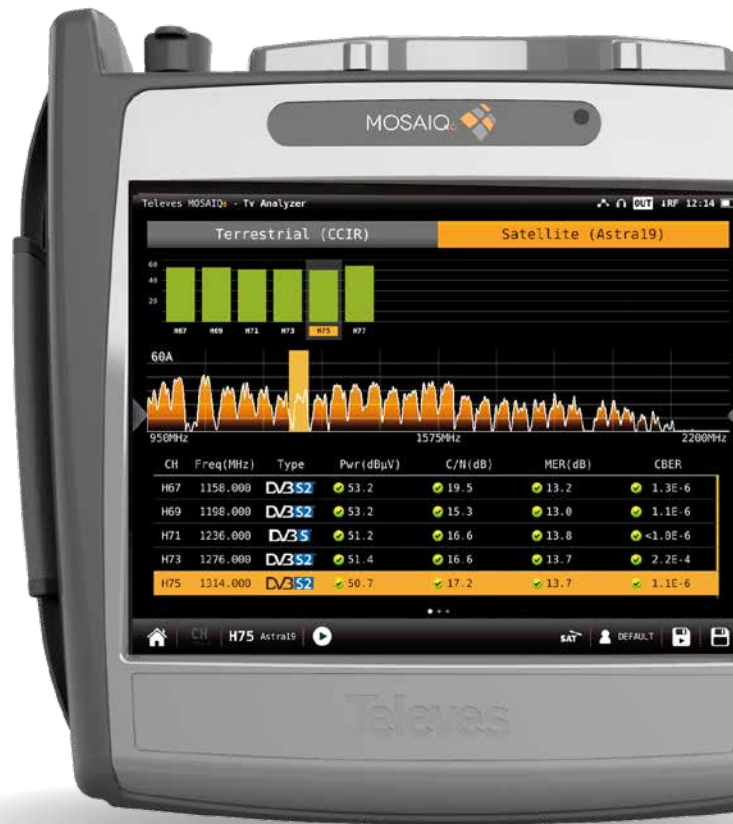 MOSAIQ6
Televes MOSAIQ6 - Tv Analyzer OUT ↓RF 12:14
Terrestrial (CCIR) Satellite (Astra19)
60
40
20
H67 H69 H71 H73 H75 H77
60A
950MHz 1575MHz 2200MHz
CH Freq(MHz) Type Pwr(dBµV) C/N(dB) MER(dB) CBER
H67 1158.000 DVB S2 53.2 19.5 13.2 1.3E-6
H69 1198.000 DVB S2 53.2 15.3 13.0 1.1E-6
H71 1236.000 DVB S 51.2 16.6 13.8 <1.0E-6
H73 1276.000 DVB S2 51.4 16.6 13.7 2.2E-4
H75 1314.000 DVB S2 50.7 17.2 13.7 1.1E-6
CH H75 Astra19 SAT DEFAULT
Televes